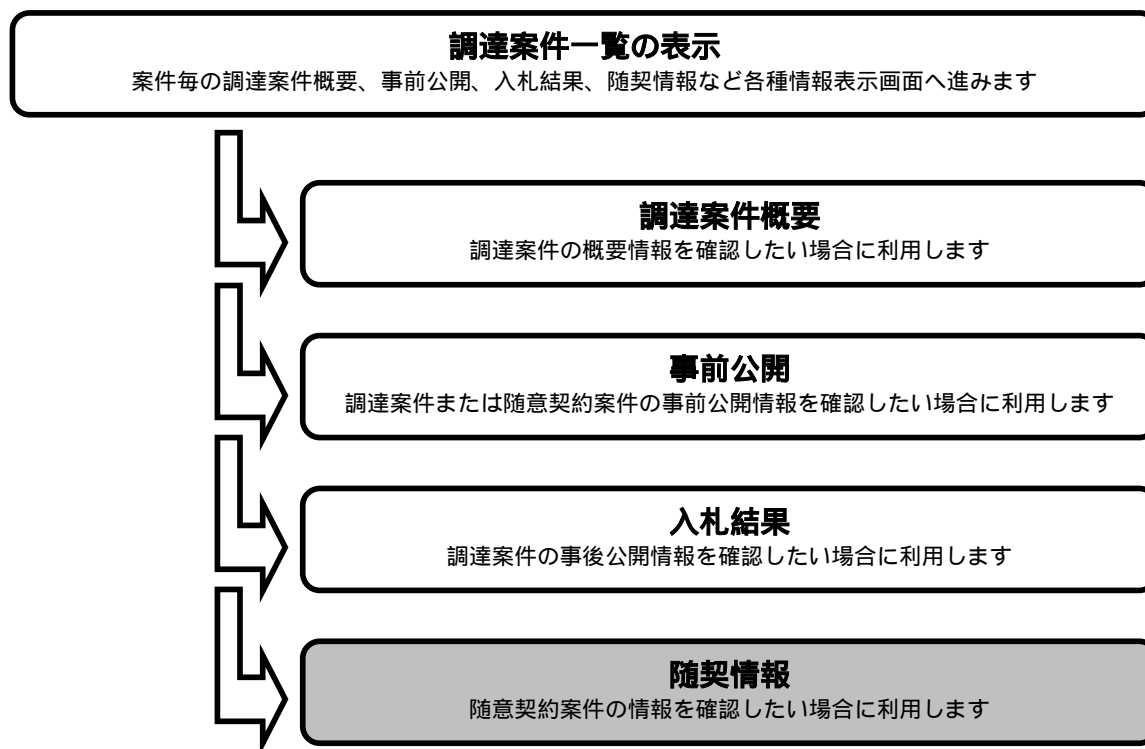 調達案件一覧の表示
案件毎の調達案件概要、事前公開、入札結果、随契情報など各種情報表示画面へ進みます
調達案件概要
調達案件の概要情報を確認したい場合に利用します
事前公開
調達案件または随意契約案件の事前公開情報を確認したい場合に利用します
入札結果
調達案件の事後公開情報を確認したい場合に利用します
随契情報
随意契約案件の情報を確認したい場合に利用します